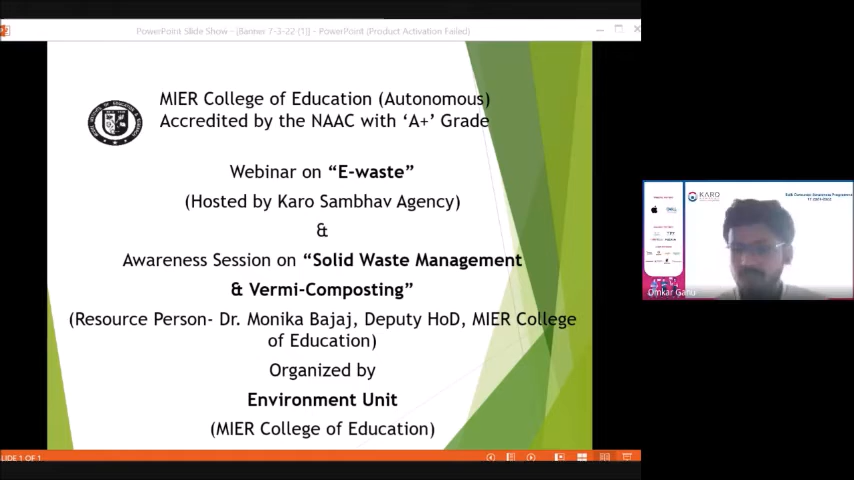 PowerPoint Slide Show - [Banner 7-3-22 (1)] - PowerPoint (Product Activation Failed)
MIER College of Education (Autonomous)
Accredited by the NAAC with ‘A+’ Grade
Webinar on “E-waste”
(Hosted by Karo Sambhav Agency)
&
Awareness Session on “Solid Waste Management
& Vermi-Composting”
(Resource Person- Dr. Monika Bajaj, Deputy HoD, MIER College
of Education)
Organized by
Environment Unit
(MIER College of Education)
KARO
Omkar Ganu
SLIDE 1 OF 1